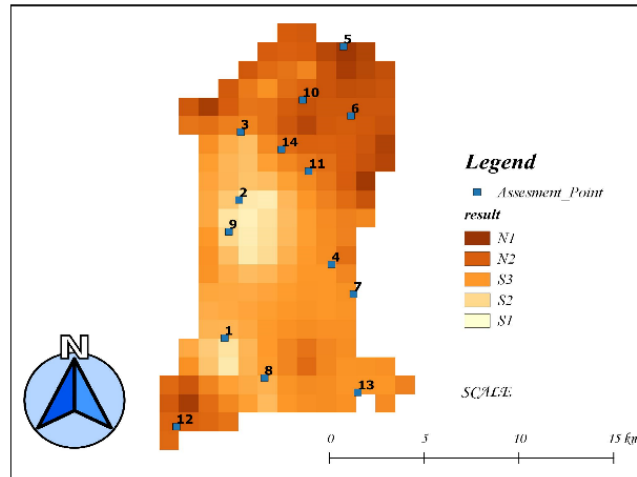 5
10
6
3
14
11
2
9
4
7
1
8
13
12
N
Legend
Assesment_Point
result
N1
N2
S3
S2
S1
SCALE
0 5 10 15 km